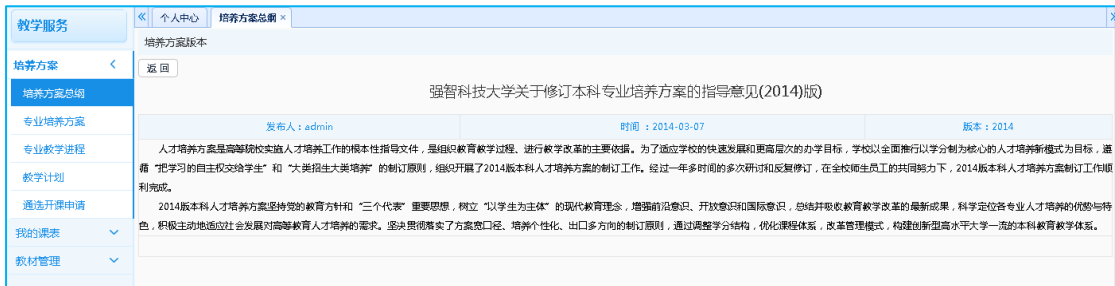 教学服务
培养方案
培养方案总纲
专业培养方案
专业教学进程
教学计划
通选开课申请
我的课表
教材管理
个人中心 培养方案总纲 ×
培养方案版本
返 回
强智科技大学关于修订本科专业培养方案的指导意见(2014)版)
发布人：admin 时间 ：2014-03-07 版本：2014
人才培养方案是高等院校实施人才培养工作的根本性指导文件，是组织教育教学过程、进行教学改革的主要依据。为了适应学校的快速发展和更高层次的办学目标，学校以全面推行以学分制为核心的人才培养新模式为目标，遵
循“把学习的自主权交给学生”和“大类招生大类培养”的制订原则，组织开展了2014版本科人才培养方案的制订工作。经过一年多时间的多次研讨和反复修订，在全校师生员工的共同努力下，2014版本科人才培养方案制订工作顺
利完成。
2014版本科人才培养方案坚持党的教育方针和“三个代表”重要思想，树立“以学生为主体”的现代教育理念，增强前沿意识、开放意识和国际意识，总结并吸收教育教学改革的最新成果，科学定位各专业人才培养的优势与特
色，积极主动地适应社会发展对高等教育人才培养的需求。坚决贯彻落实了方案宽口径、培养个性化、出口多方向的制订原则，通过调整学分结构，优化课程体系，改革管理模式，构建创新型高水平大学一流的本科教育教学体系。